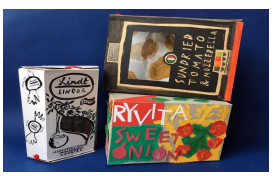 Lindt
LINDOR
SUNDRIED
TOMATO
& MOZZARELLA
RYVITA
SWEET
ONION